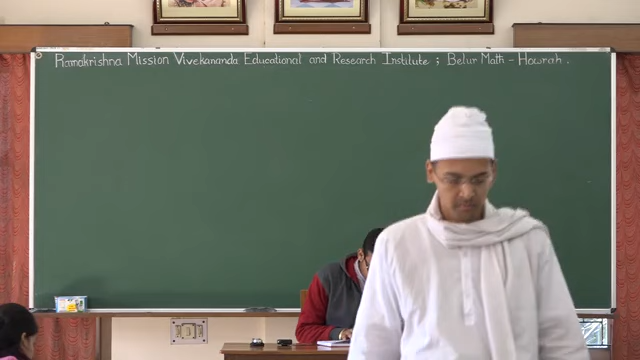 Ramakrishna Mission Vivekananda Educational and Research Institute ; Belur Math - Howrah .